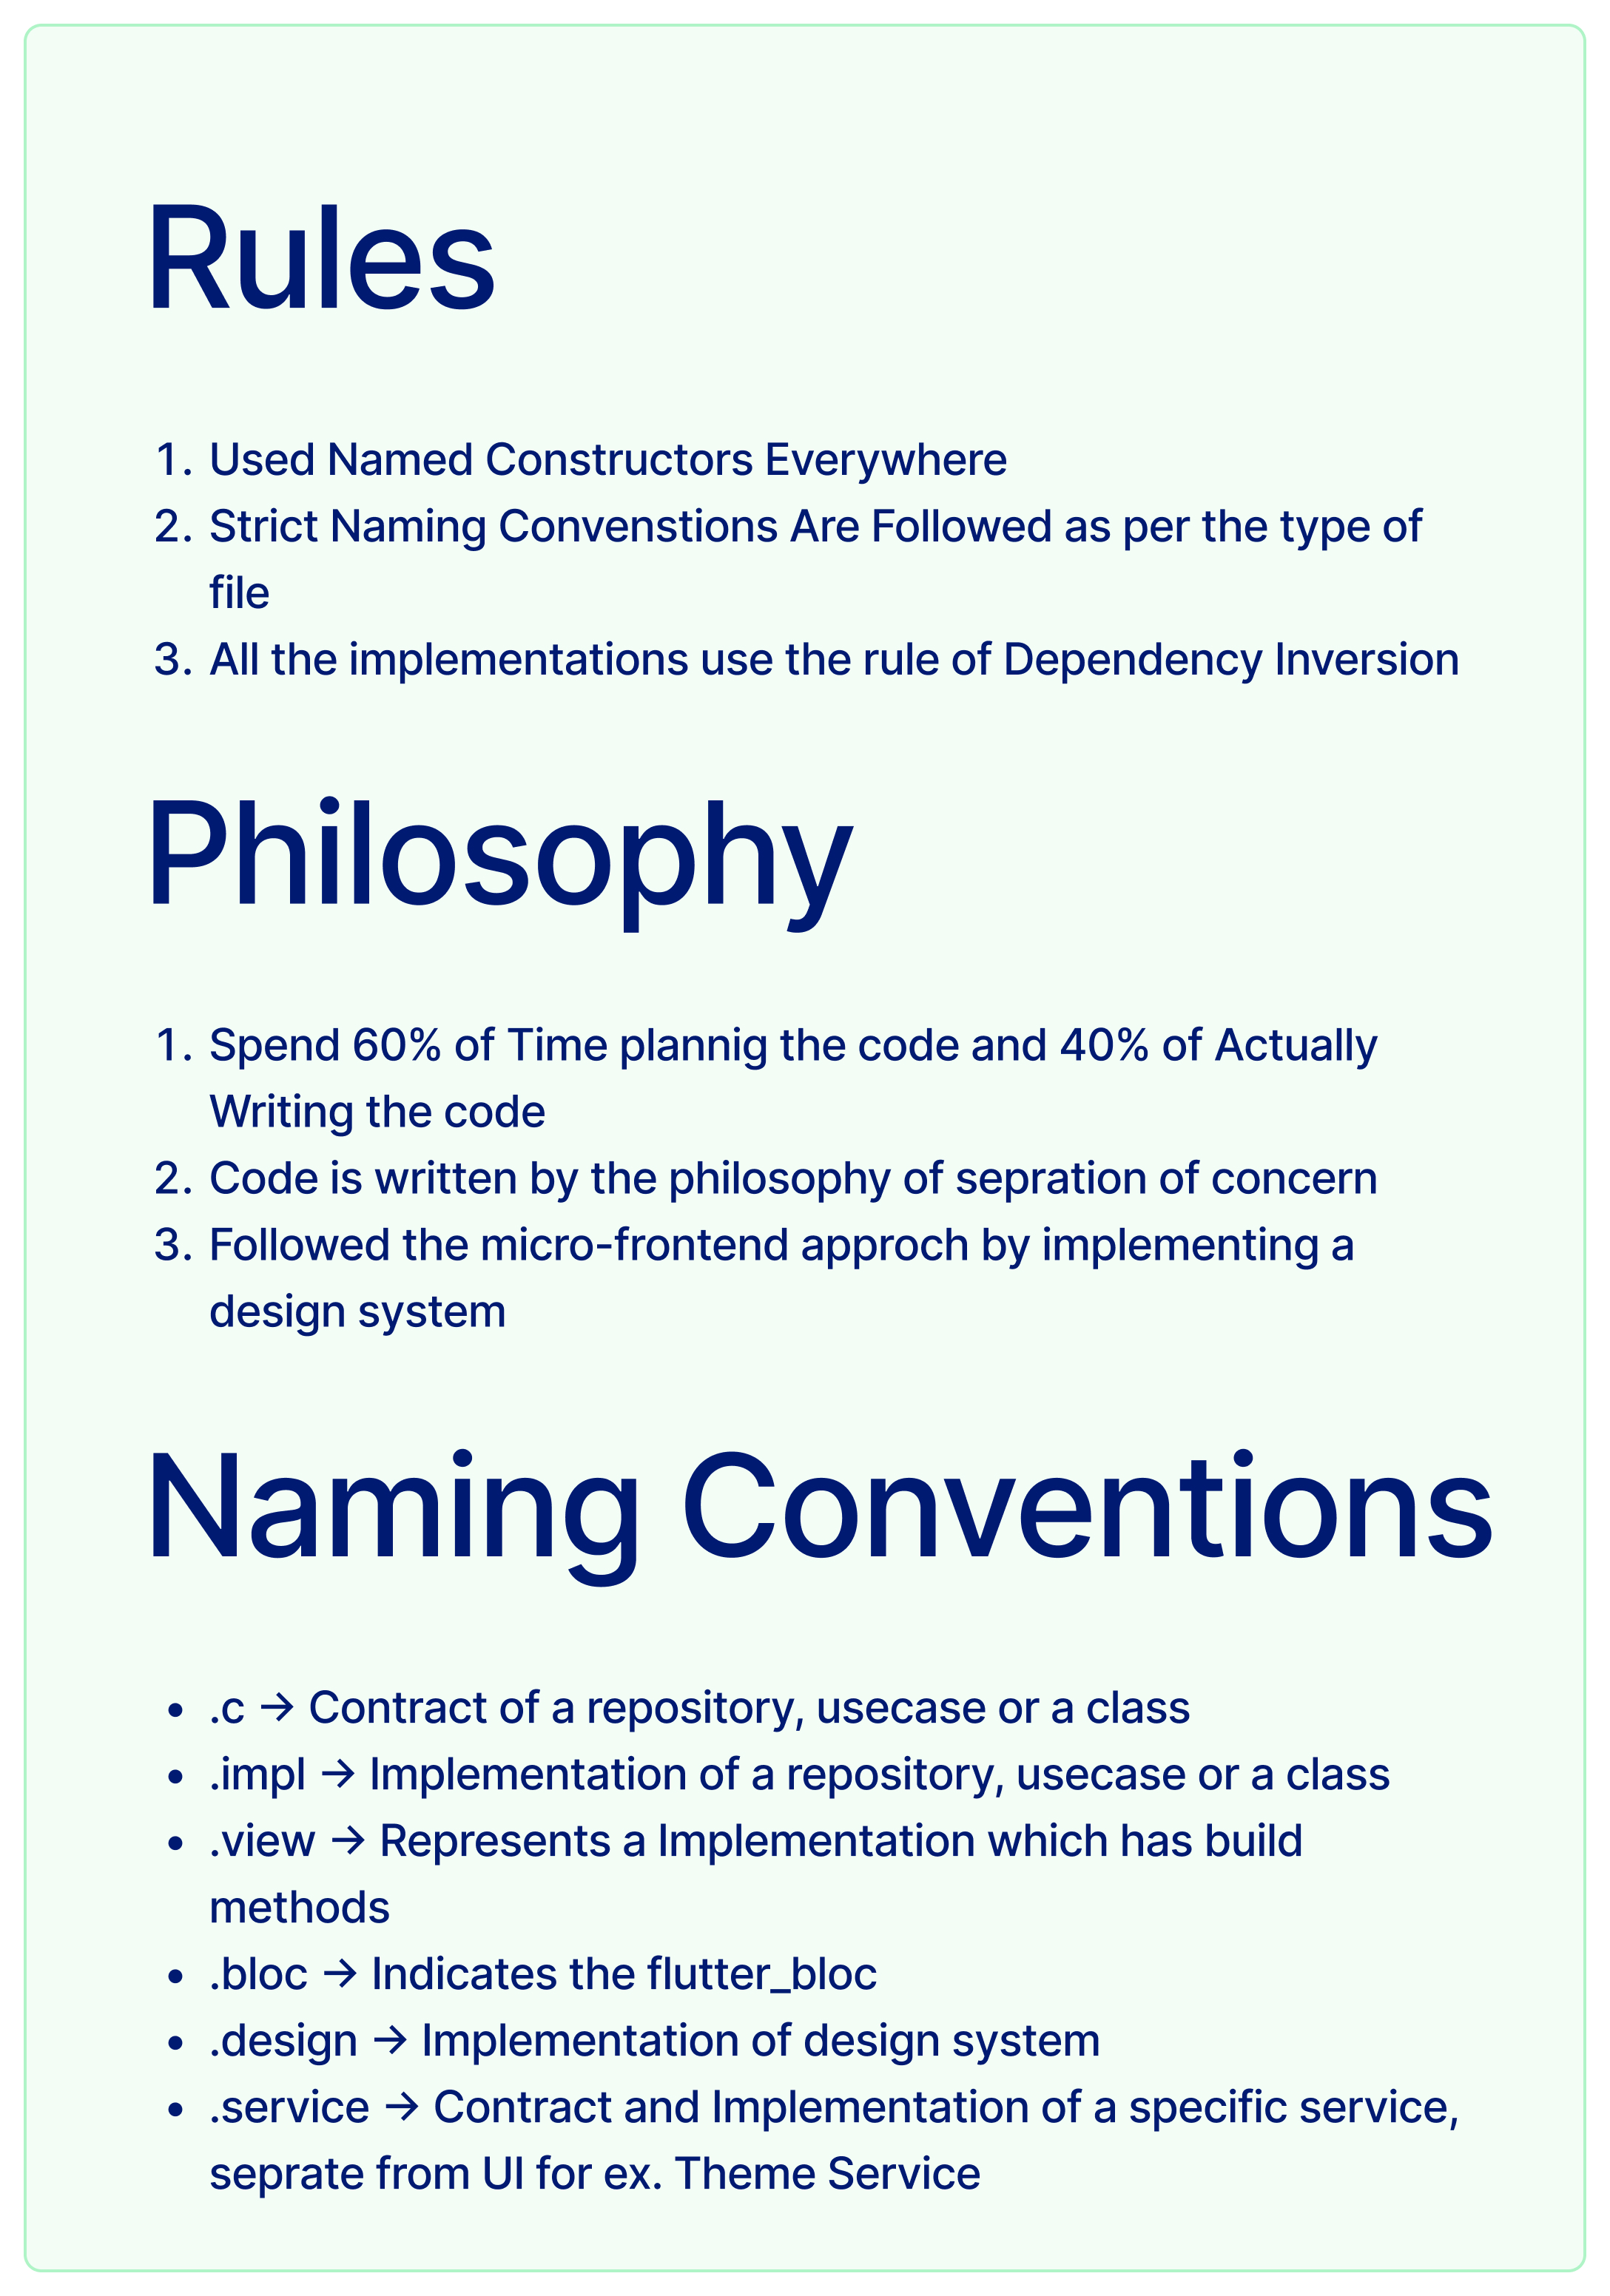 Rules
1. Used Named Constructors Everywhere
2. Strict Naming Convenstions Are Followed as per the type of
file
3. All the implementations use the rule of Dependency Inversion
Philosophy
1. Spend 60% of Time plannig the code and 40% of Actually
Writing the code
2. Code is written by the philosophy of sepration of concern
3. Followed the micro-frontend approch by implementing a
design system
Naming Conventions
• .c → Contract of a repository, usecase or a class
• .impl → Implementation of a repository, usecase or a class
• .view → Represents a Implementation which has build
methods
• .bloc → Indicates the flutter_bloc
• .design → Implementation of design system
• .service → Contract and Implementation of a specific service,
seprate from UI for ex. Theme Service